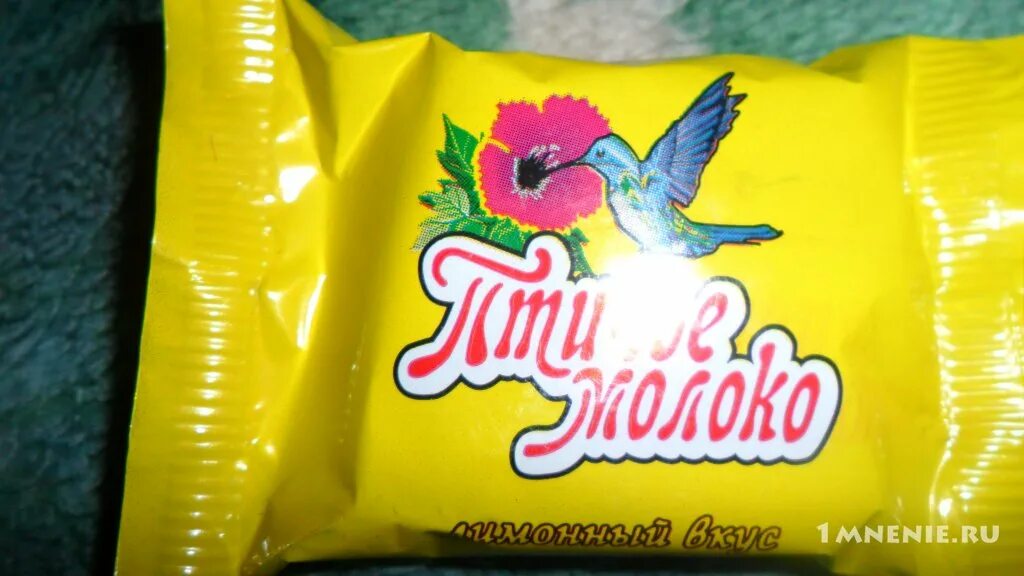 Птичье
молоко
лимонный вкус
1MNENIE.RU